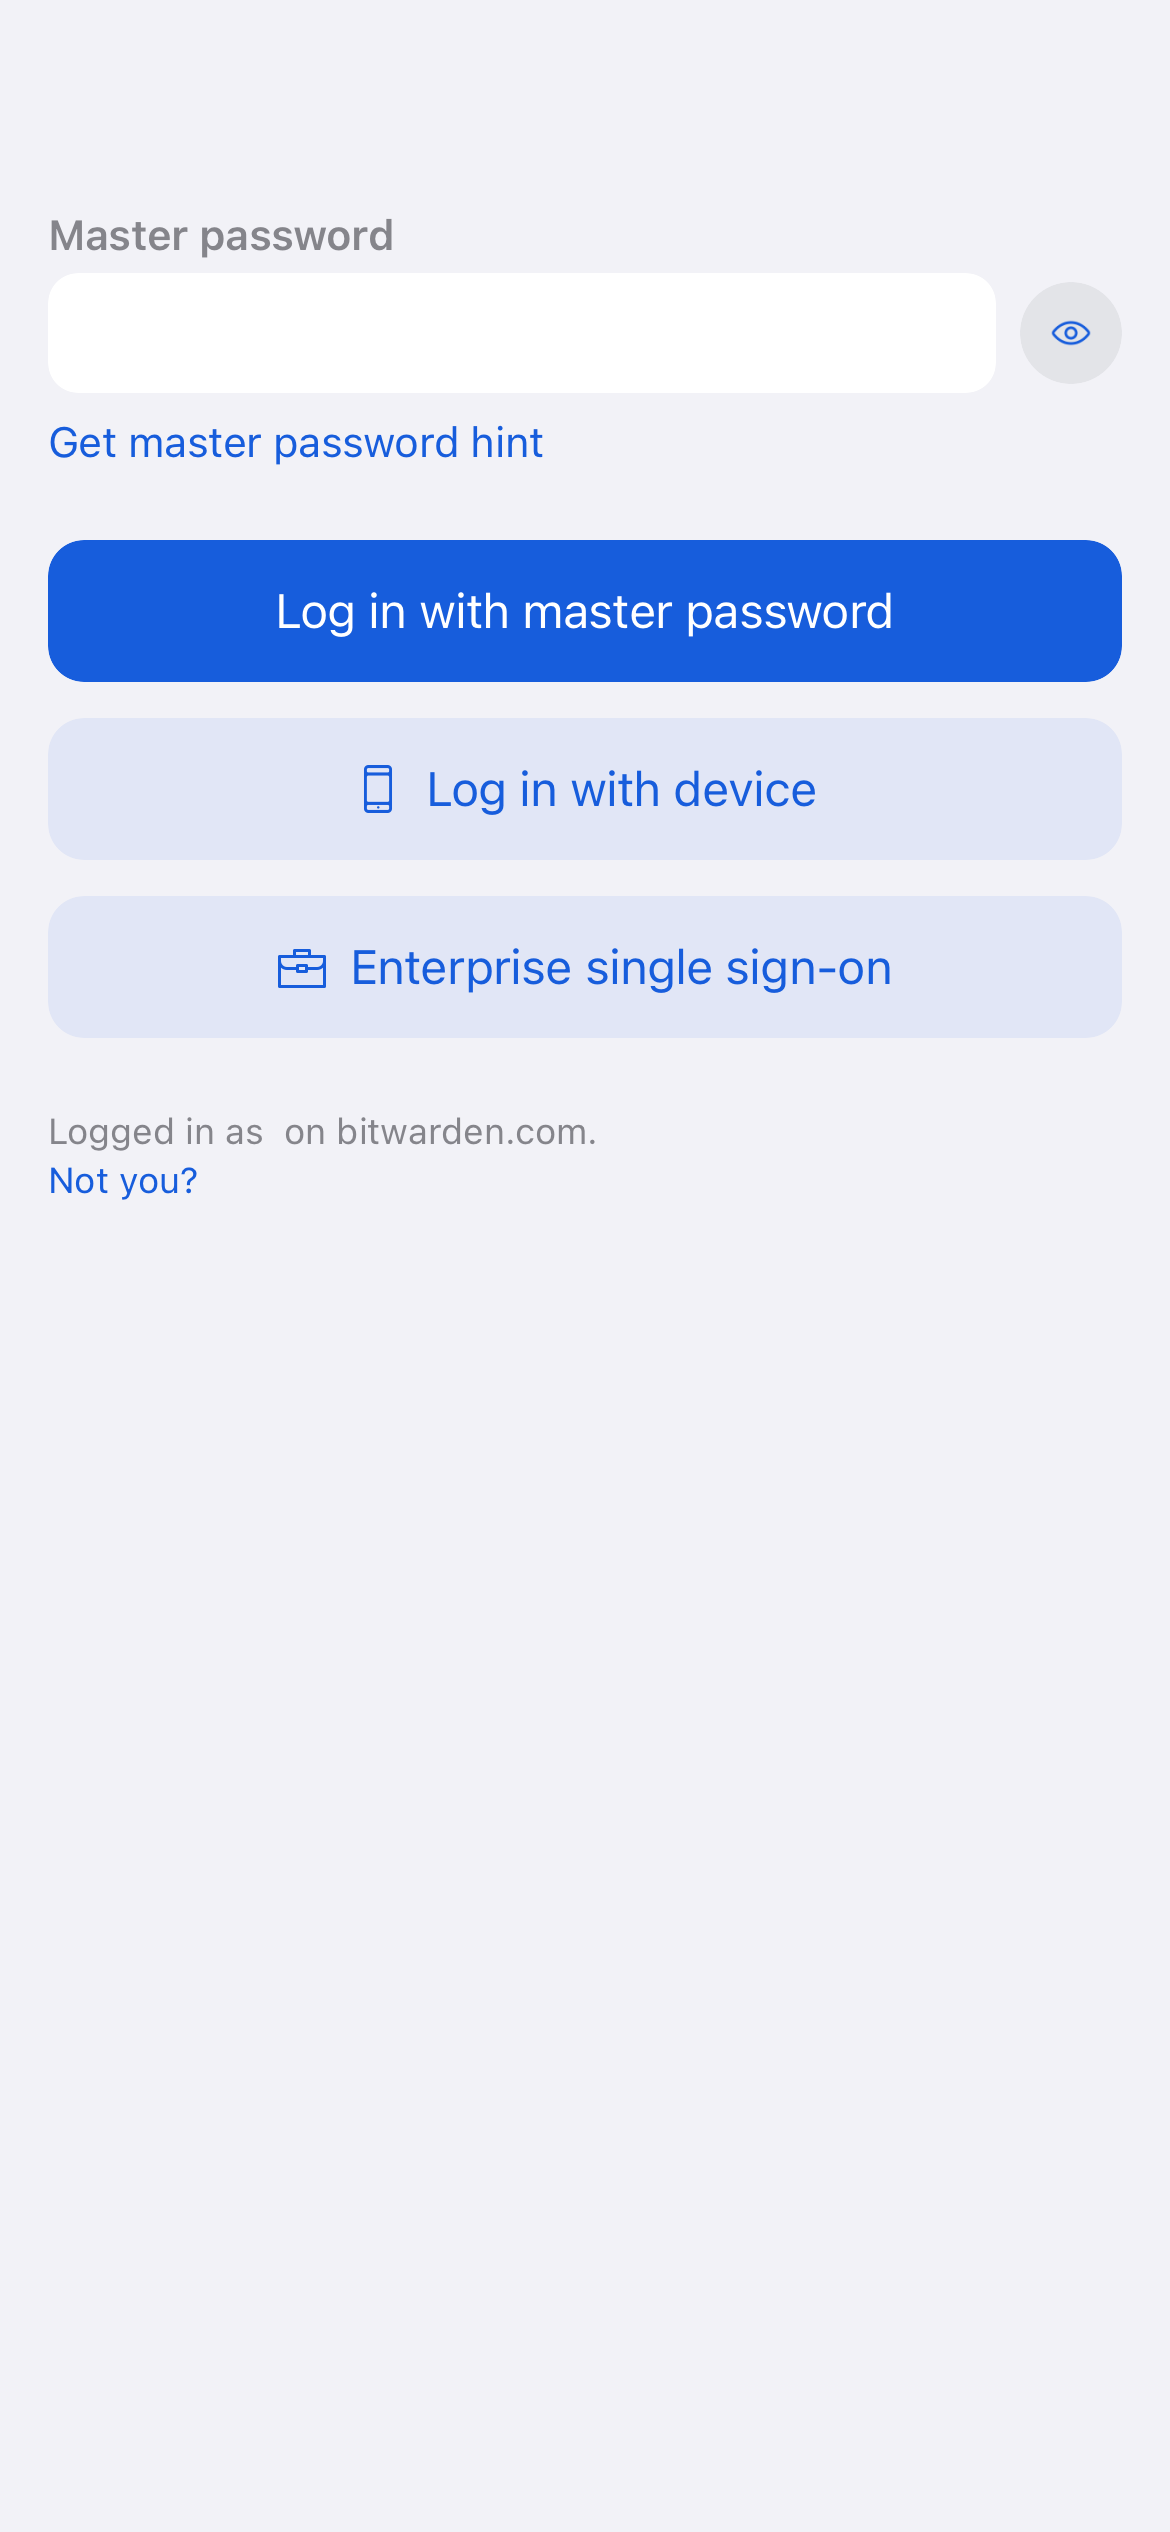 Master password
Get master password hint
Log in with master password
Log in with device
Enterprise single sign-on
Logged in as  on bitwarden.com.
Not you?